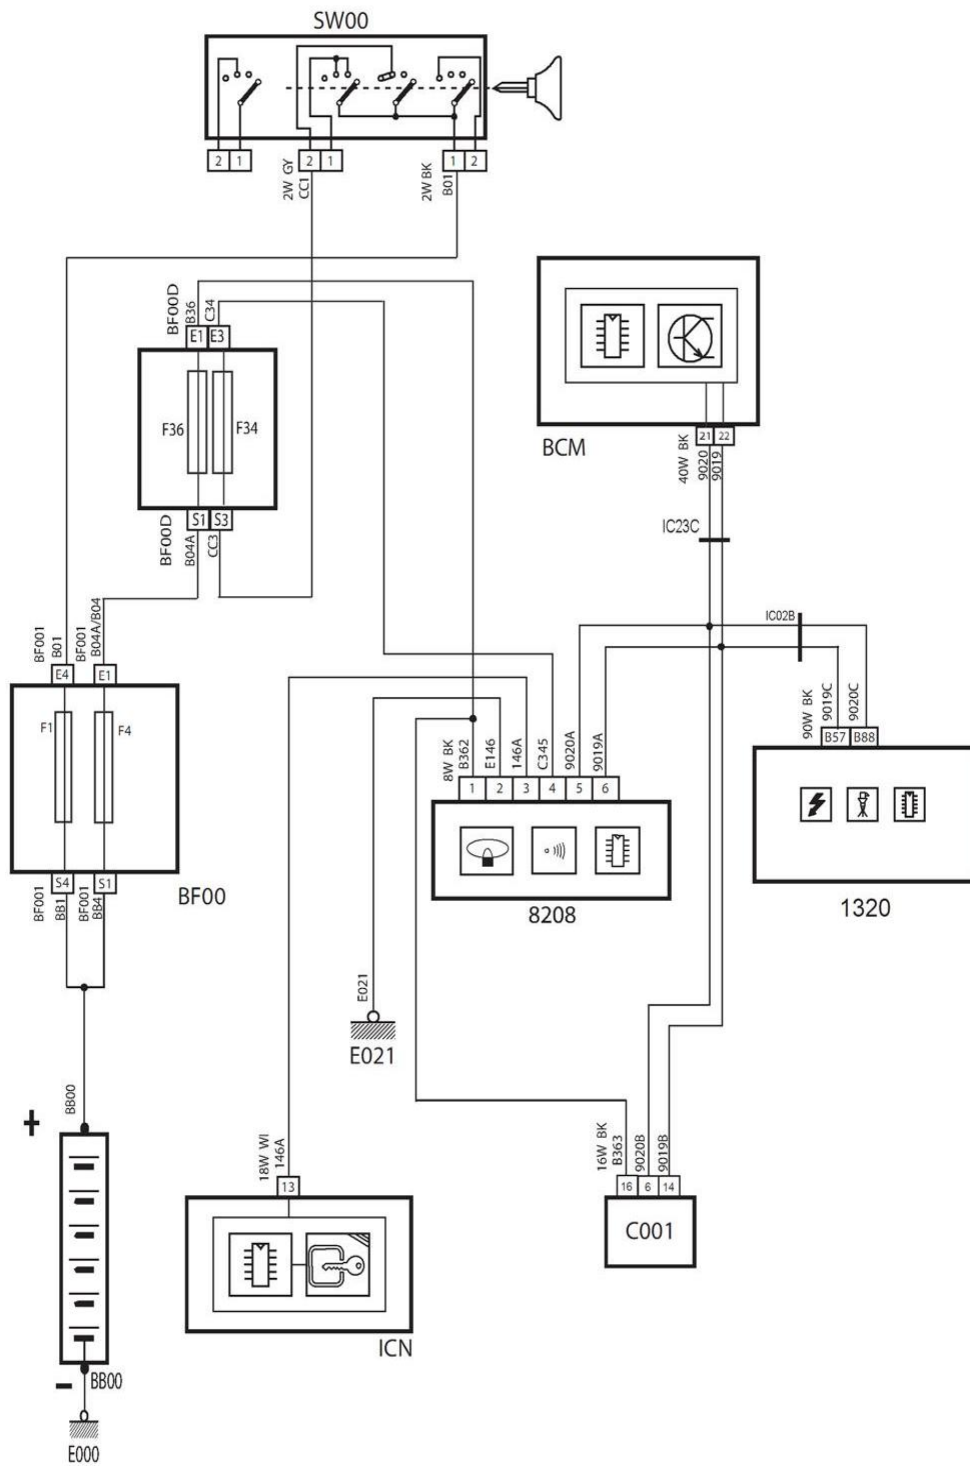 SW00
2 1
2 1
1 2
2W GY
CC1
2W BK
B01
BF00D
B36
C34
E1 E3
F36
F34
S1 S3
BF00D
B04A
CC3
BCM
21 22
40W BK
9020
9019
IC23C
IC02B
BF001
B01
BF001
B04A/B04
E4 E1
F1
F4
S4 S1
BF00
BF001
BB1
BF001
BB4
90W BK
9019C
9020C
B57 B88
1320
8W BK
B362
E146
146A
C345
9020A
9019A
1 2 3 4 5 6
8208
E021
E021
BB00
+
-
BB00
E000
18W WI
146A
13
ICN
16W BK
B363
9020B
9019B
16 6 14
C001